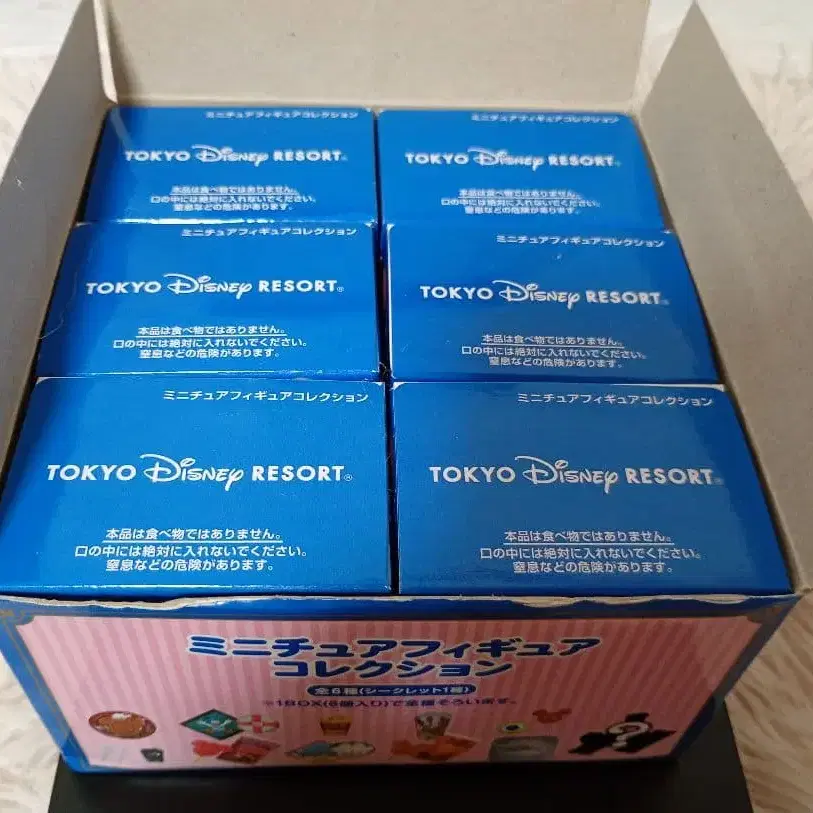 ミニチュアフィギュアコレクション
TOKYO Disney RESORT®
本品は食べ物ではありません。
口の中には絶対に入れないでください。
窒息などの危険があります。
ミニチュアフィギュアコレクション
TOKYO Disney RESORT®
本品は食べ物ではありません。
口の中には絶対に入れないでください。
窒息などの危険があります。
ミニチュアフィギュアコレクション
TOKYO Disney RESORT®
本品は食べ物ではありません。
口の中には絶対に入れないでください。
窒息などの危険があります。
ミニチュアフィギュアコレクション
TOKYO Disney RESORT®
本品は食べ物ではありません。
口の中には絶対に入れないでください。
窒息などの危険があります。
ミニチュアフィギュアコレクション
TOKYO Disney RESORT®
本品は食べ物ではありません。
口の中には絶対に入れないでください。
窒息などの危険があります。
ミニチュアフィギュアコレクション
TOKYO Disney RESORT®
本品は食べ物ではありません。
口の中には絶対に入れないでください。
窒息などの危険があります。
ミニチュアフィギュア
コレクション
全6種(シークレット1種)
※1BOX(6個入り)で全種そろいます。
?